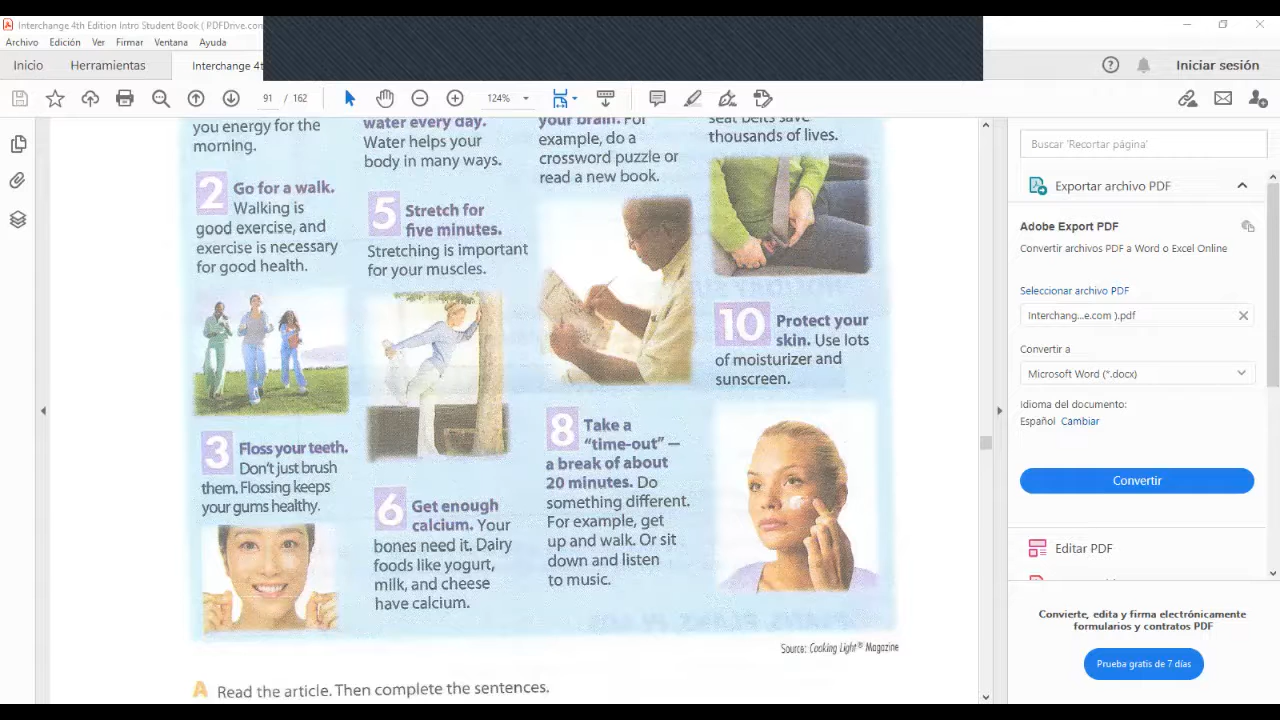 Interchange 4th Edition Intro Student Book ( PDFDrive.con
Archivo Edición Ver Firmar Ventana Ayuda
Inicio Herramientas Interchange 4t
Iniciar sesión
91 / 162
124%
you energy for the
morning.
2 Go for a walk.
Walking is
good exercise, and
exercise is necessary
for good health.
3 Floss your teeth.
Don't just brush
them. Flossing keeps
your gums healthy.
water every day.
Water helps your
body in many ways.
5 Stretch for
five minutes.
Stretching is important
for your muscles.
6 Get enough
calcium. Your
bones need it. Dairy
foods like yogurt,
milk, and cheese
have calcium.
your brain. For
example, do a
crossword puzzle or
read a new book.
8 Take a
"time-out" —
a break of about
20 minutes. Do
something different.
For example, get
up and walk. Or sit
down and listen
to music.
seat belts save
thousands of lives.
10 Protect your
skin. Use lots
of moisturizer and
sunscreen.
Source: Cooking Light® Magazine
A Read the article. Then complete the sentences.
Buscar 'Recortar página'
Exportar archivo PDF
Adobe Export PDF
Convertir archivos PDF a Word o Excel Online
Seleccionar archivo PDF
Interchang...e.com ).pdf
Convertir a
Microsoft Word (*.docx)
Idioma del documento:
Español Cambiar
Convertir
Editar PDF
Convierte, edita y firma electrónicamente
formularios y contratos PDF
Prueba gratis de 7 días